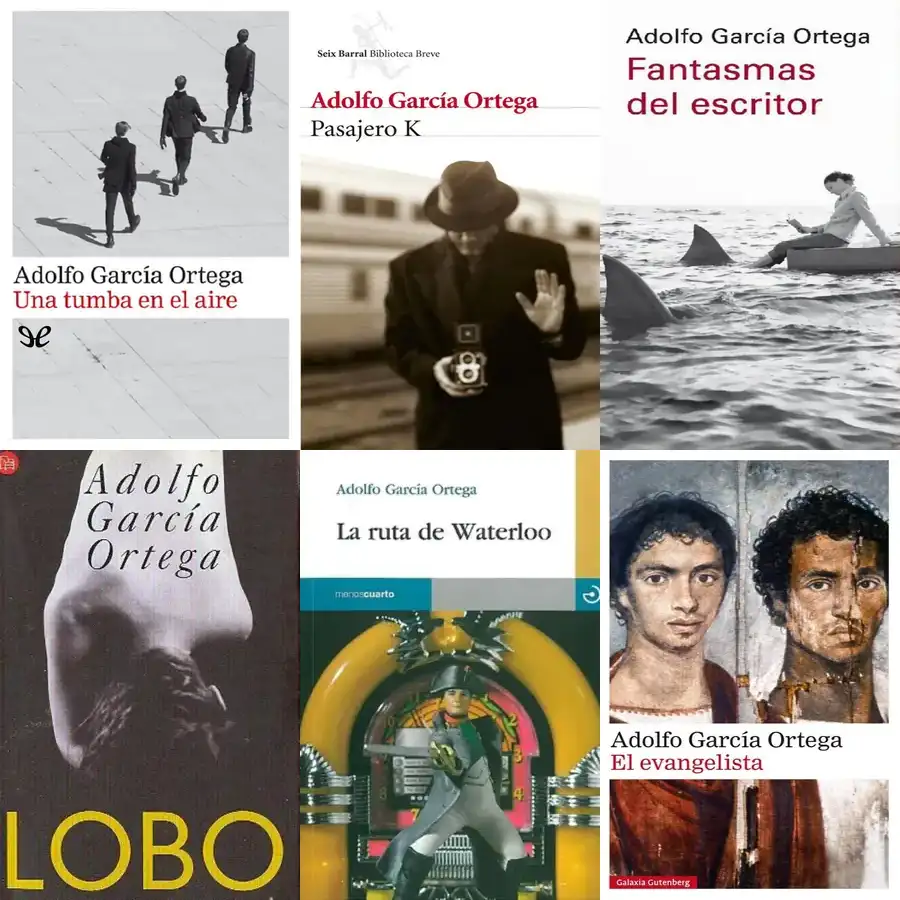 Adolfo García Ortega
Una tumba en el aire
Seix Barral Biblioteca Breve
Adolfo García Ortega
Pasajero K
Adolfo García Ortega
Fantasmas
del escritor
Adolfo
García
Ortega
LOBO
Adolfo García Ortega
La ruta de Waterloo
menoscuarto
Adolfo García Ortega
El evangelista
Galaxia Gutenberg